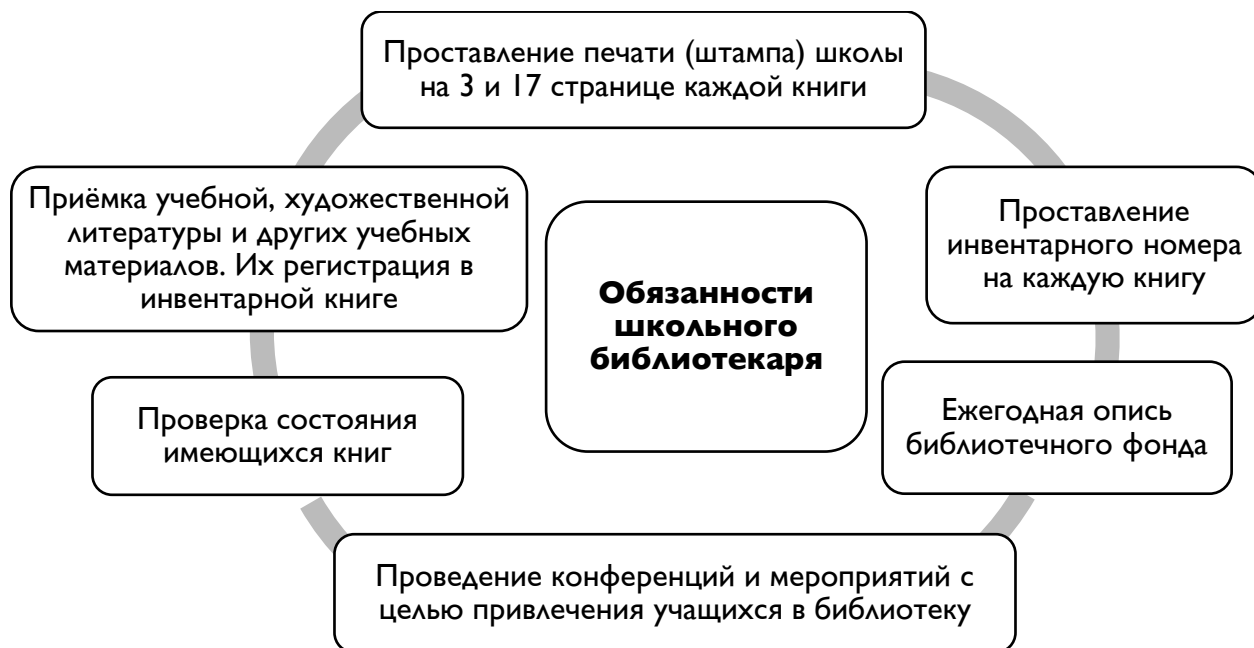 Проставление печати (штампа) школы
на 3 и 17 странице каждой книги
Приёмка учебной, художественной
литературы и других учебных
материалов. Их регистрация в
инвентарной книге
Обязанности
школьного
библиотекаря
Проставление
инвентарного номера
на каждую книгу
Проверка состояния
имеющихся книг
Ежегодная опись
библиотечного фонда
Проведение конференций и мероприятий с
целью привлечения учащихся в библиотеку